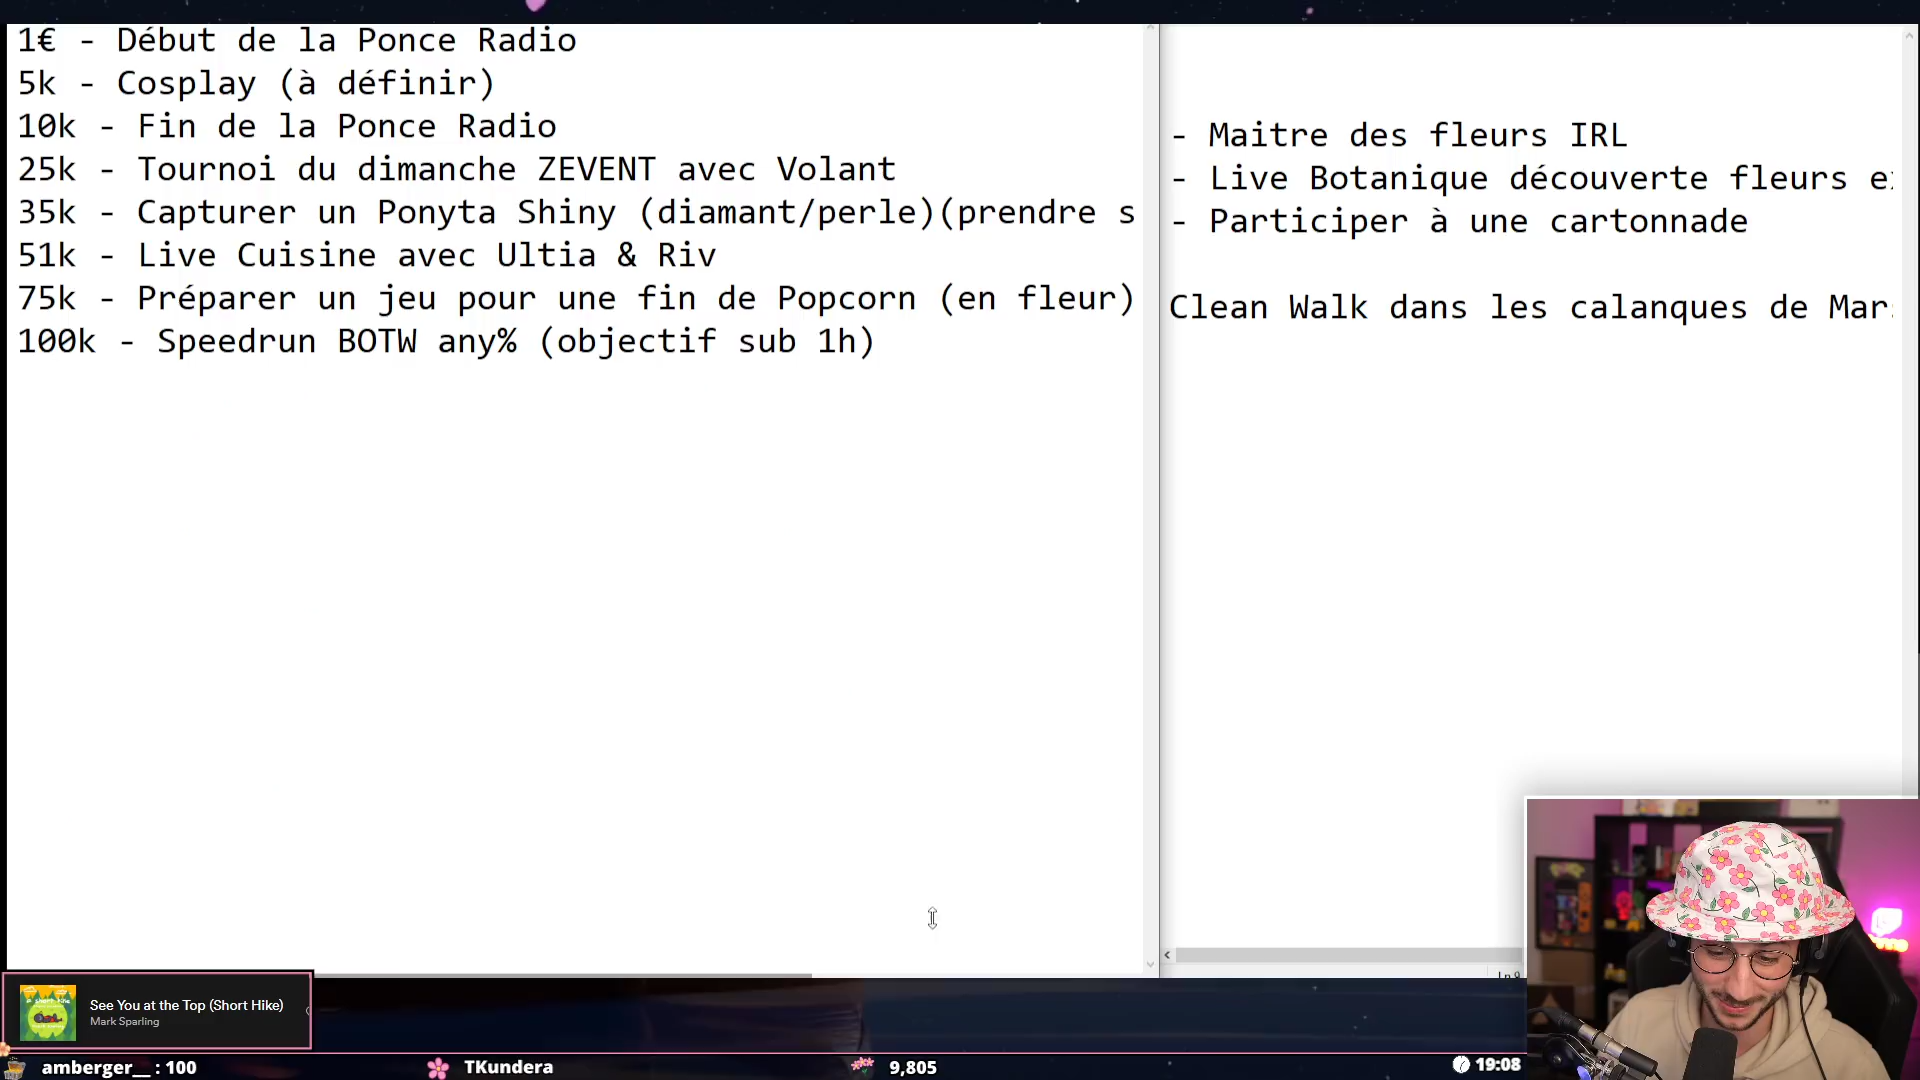 1€ - Début de la Ponce Radio
5k - Cosplay (à définir)
10k - Fin de la Ponce Radio
25k - Tournoi du dimanche ZEVENT avec Volant
35k - Capturer un Ponyta Shiny (diamant/perle)(prendre s
51k - Live Cuisine avec Ultia & Riv
75k - Préparer un jeu pour une fin de Popcorn (en fleur)
100k - Speedrun BOTW any% (objectif sub 1h)
- Maitre des fleurs IRL
- Live Botanique découverte fleurs e
- Participer à une cartonnade
Clean Walk dans les calanques de Mar
See You at the Top (Short Hike)
Mark Sparling
amberger__ : 100
TKundera
9,805
19:08